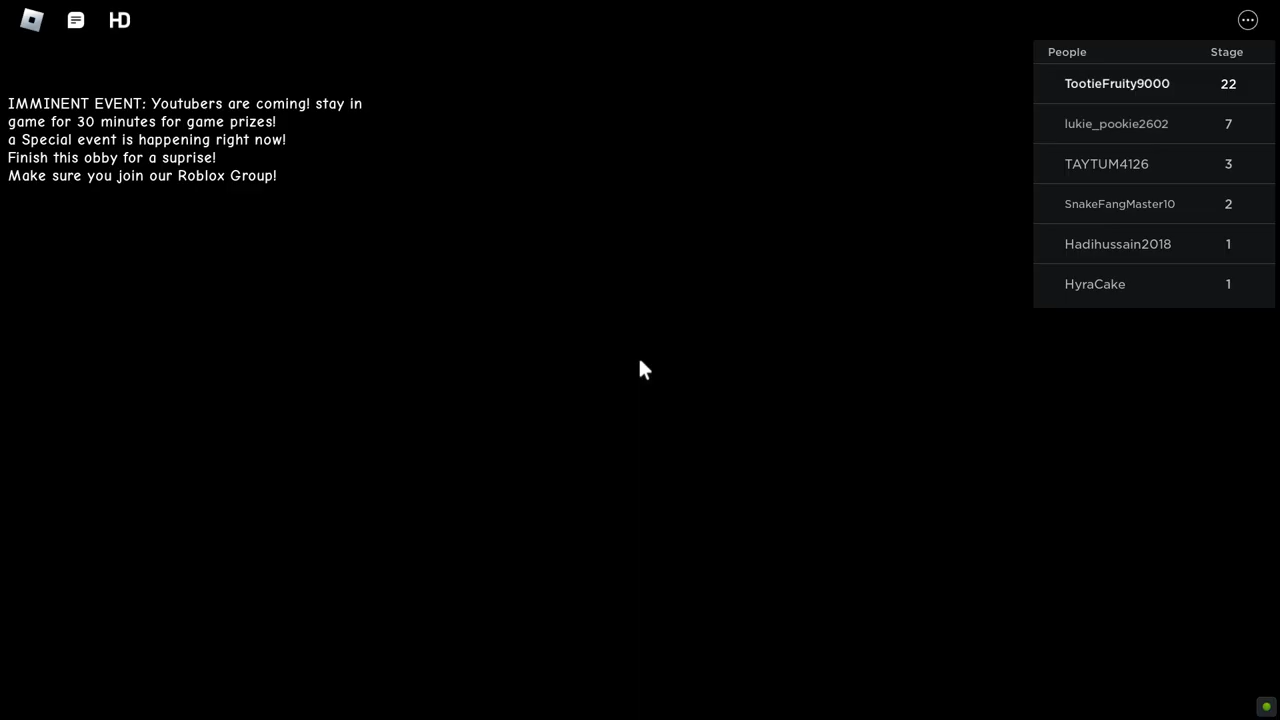 HD
People Stage
TootieFruity9000 22
IMMINENT EVENT: Youtubers are coming! stay in
game for 30 minutes for game prizes!
a Special event is happening right now!
Finish this obby for a suprise!
Make sure you join our Roblox Group!
lukie_pookie2602 7
TAYTUM4126 3
SnakeFangMaster10 2
Hadihussain2018 1
HyraCake 1